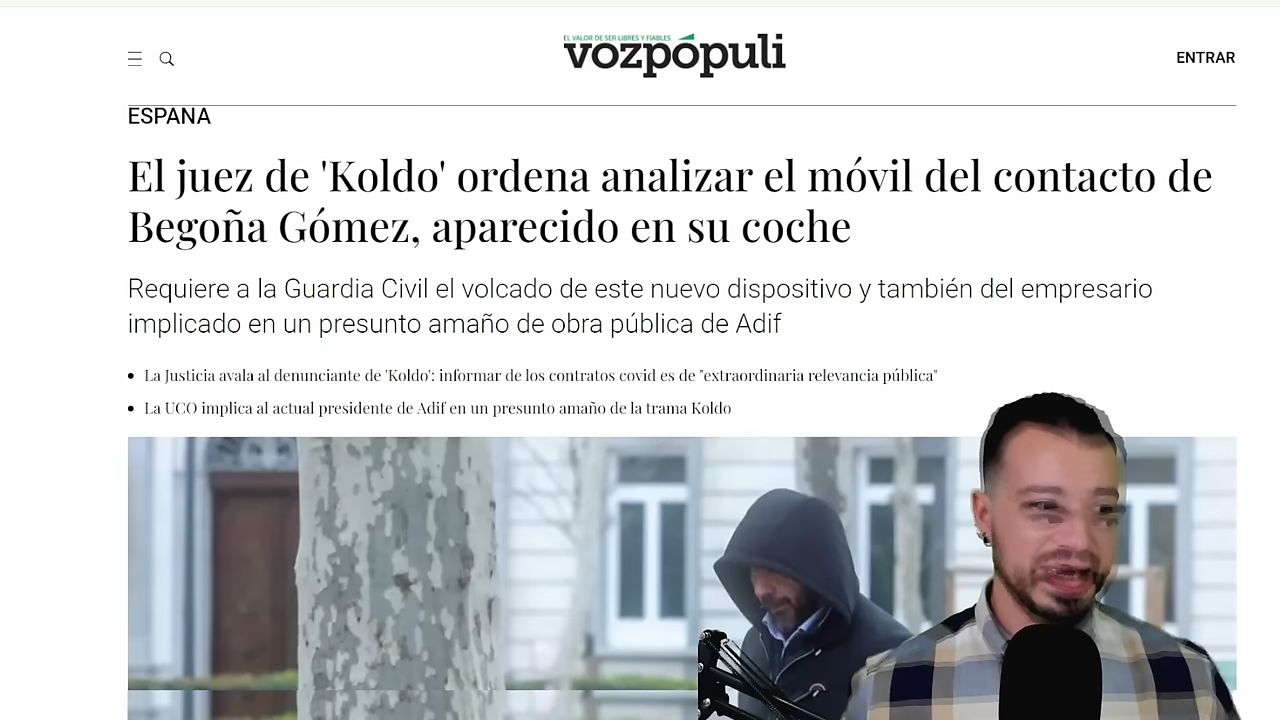 EL VALOR DE SER LIBRES Y FIABLES
vozpópuli
ENTRAR
ESPANA
El juez de 'Koldo' ordena analizar el móvil del contacto de
Begoña Gómez, aparecido en su coche
Requiere a la Guardia Civil el volcado de este nuevo dispositivo y también del empresario
implicado en un presunto amaño de obra pública de Adif
La Justicia avala al denunciante de 'Koldo': informar de los contratos covid es de "extraordinaria relevancia pública"
La UCO implica al actual presidente de Adif en un presunto amaño de la trama Koldo